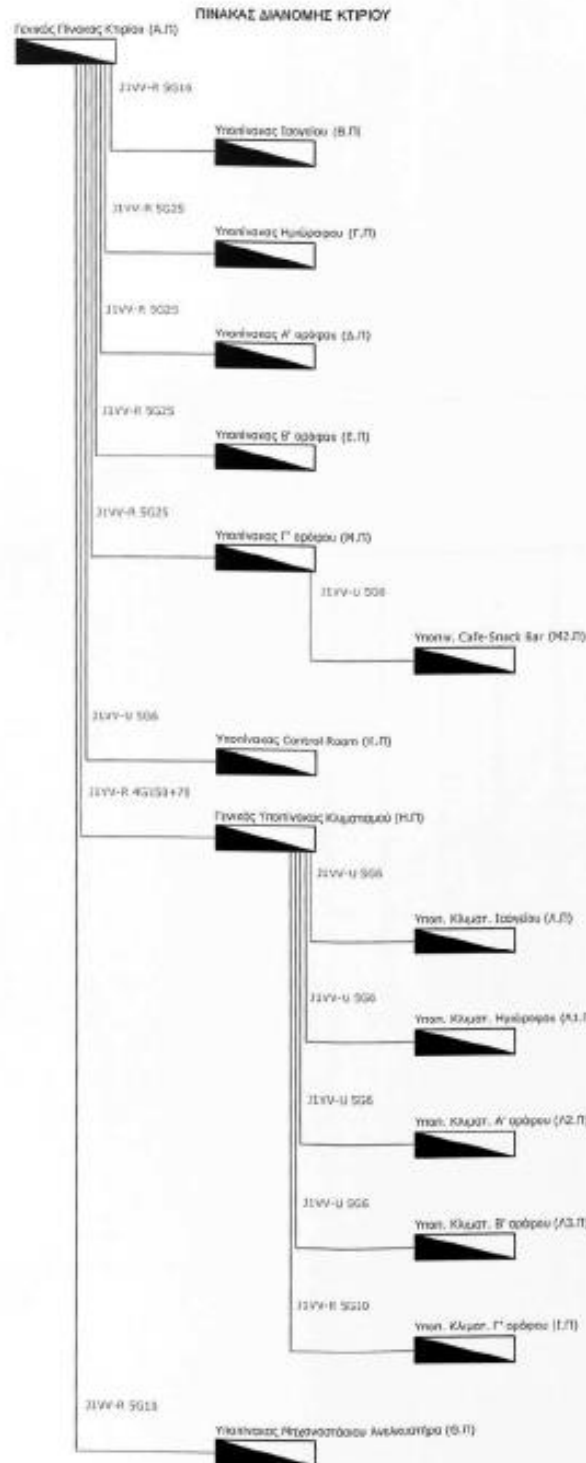 ΠΙΝΑΚΑΣ ΔΙΑΝΟΜΗΣ ΚΤΙΡΙΟΥ
Γενικός Πίνακας Κτιρίου (Α.Π)
J1VV-R 5G16
Υποπίνακας Ισογείου (Β.Π)
J1VV-R 5G25
Υποπίνακας Ημιώροφου (Γ.Π)
J1VV-R 5G25
Υποπίνακας Α' ορόφου (Δ.Π)
J1VV-R 5G25
Υποπίνακας Β' ορόφου (Ε.Π)
J1VV-R 5G25
Υποπίνακας Γ' ορόφου (Μ.Π)
J1VV-U 5G6
Υποπιν. Cafe-Snack Bar (Μ2.Π)
J1VV-U 5G6
Υποπίνακας Control Room (Κ.Π)
J1VV-R 4G150+70
Γενικός Υποπίνακας Κλιματισμού (Η.Π)
J1VV-U 5G6
Υποπ. Κλιματ. Ισογείου (Λ.Π)
J1VV-U 5G6
Υποπ. Κλιματ. Ημιώροφου (Λ1.Π
J1VV-U 5G6
Υποπ. Κλιματ. Α' ορόφου (Λ2.Π)
J1VV-U 5G6
Υποπ. Κλιματ. Β' ορόφου (Λ3.Π)
J1VV-R 5G10
Υποπ. Κλιματ. Γ' ορόφου (Ι.Π)
J1VV-R
Υποπίνακας Μηχανοστάσιου Ανελκυστήρα (Θ.Π)